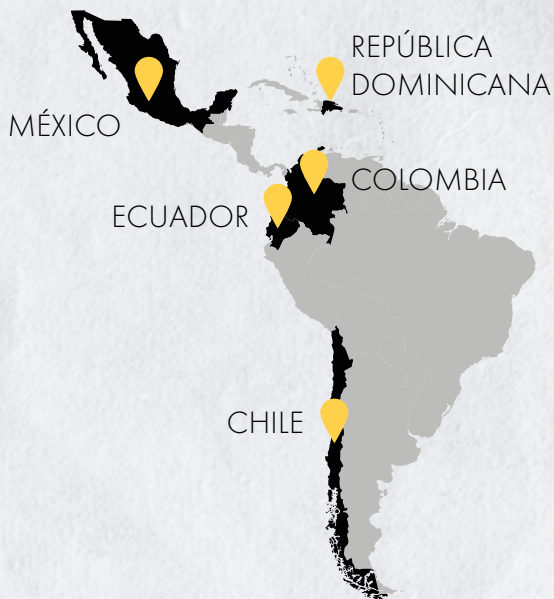 REPÚBLICA
DOMINICANA
MÉXICO
COLOMBIA
ECUADOR
CHILE